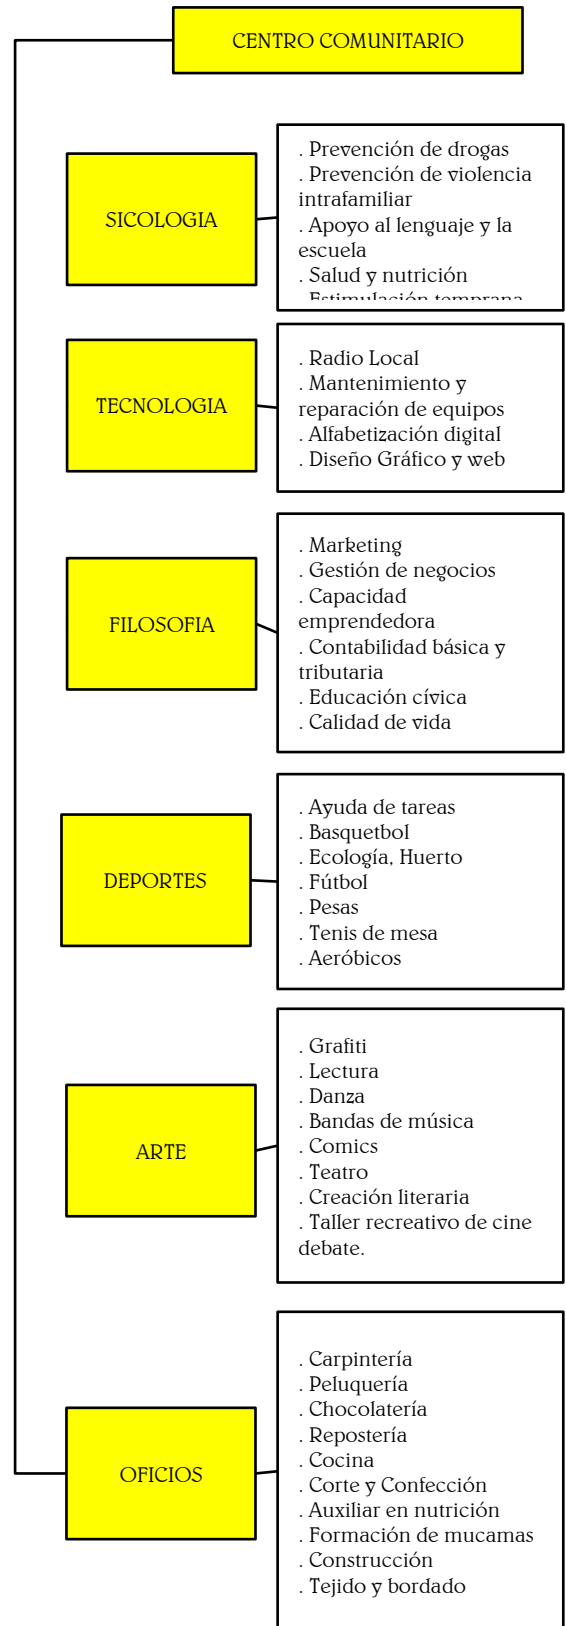 CENTRO COMUNITARIO
SICOLOGIA
. Prevención de drogas
. Prevención de violencia
intrafamiliar
. Apoyo al lenguaje y la
escuela
. Salud y nutrición
. Estimulación temprana
TECNOLOGIA
. Radio Local
. Mantenimiento y
reparación de equipos
. Alfabetización digital
. Diseño Gráfico y web
FILOSOFIA
. Marketing
. Gestión de negocios
. Capacidad
emprendedora
. Contabilidad básica y
tributaria
. Educación cívica
. Calidad de vida
DEPORTES
. Ayuda de tareas
. Basquetbol
. Ecología, Huerto
. Fútbol
. Pesas
. Tenis de mesa
. Aeróbicos
ARTE
. Grafiti
. Lectura
. Danza
. Bandas de música
. Comics
. Teatro
. Creación literaria
. Taller recreativo de cine
debate.
OFICIOS
. Carpintería
. Peluquería
. Chocolatería
. Repostería
. Cocina
. Corte y Confección
. Auxiliar en nutrición
. Formación de mucamas
. Construcción
. Tejido y bordado